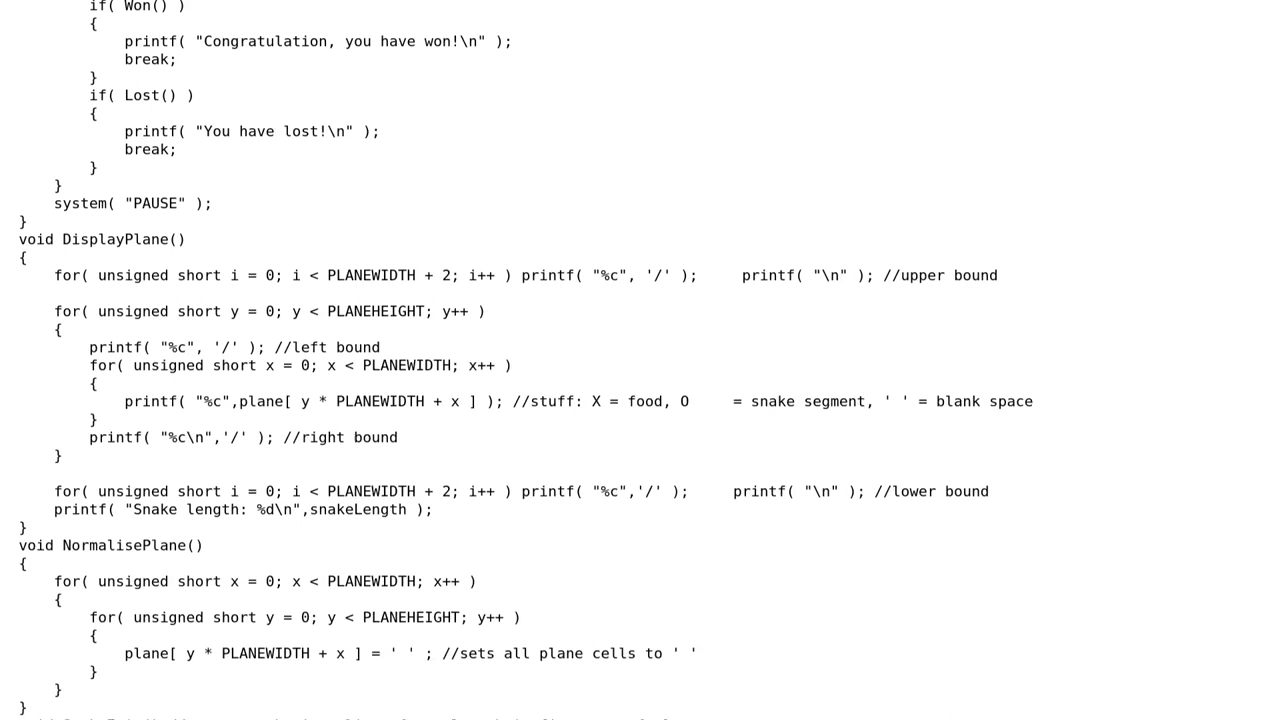 if( Won() )
        {
            printf( "Congratulation, you have won!\n" );
            break;
        }
        if( Lost() )
        {
            printf( "You have lost!\n" );
            break;
        }
    }
    system( "PAUSE" );
}
void DisplayPlane()
{
    for( unsigned short i = 0; i < PLANEWIDTH + 2; i++ ) printf( "%c", '/' );     printf( "\n" ); //upper bound

    for( unsigned short y = 0; y < PLANEHEIGHT; y++ )
    {
        printf( "%c", '/' ); //left bound
        for( unsigned short x = 0; x < PLANEWIDTH; x++ )
        {
            printf( "%c",plane[ y * PLANEWIDTH + x ] ); //stuff: X = food, O     = snake segment, ' ' = blank space
        }
        printf( "%c\n",'/' ); //right bound
    }

    for( unsigned short i = 0; i < PLANEWIDTH + 2; i++ ) printf( "%c",'/' );     printf( "\n" ); //lower bound
    printf( "Snake length: %d\n",snakeLength );
}
void NormalisePlane()
{
    for( unsigned short x = 0; x < PLANEWIDTH; x++ )
    {
        for( unsigned short y = 0; y < PLANEHEIGHT; y++ )
        {
            plane[ y * PLANEWIDTH + x ] = ' ' ; //sets all plane cells to ' '
        }
    }
}